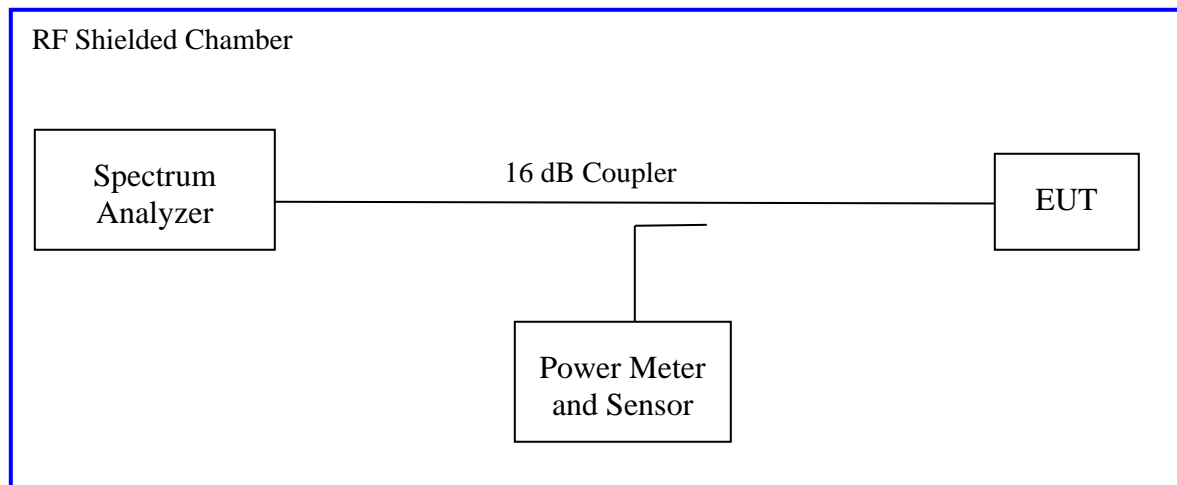 RF Shielded Chamber
Spectrum
Analyzer
16 dB Coupler
EUT
Power Meter
and Sensor